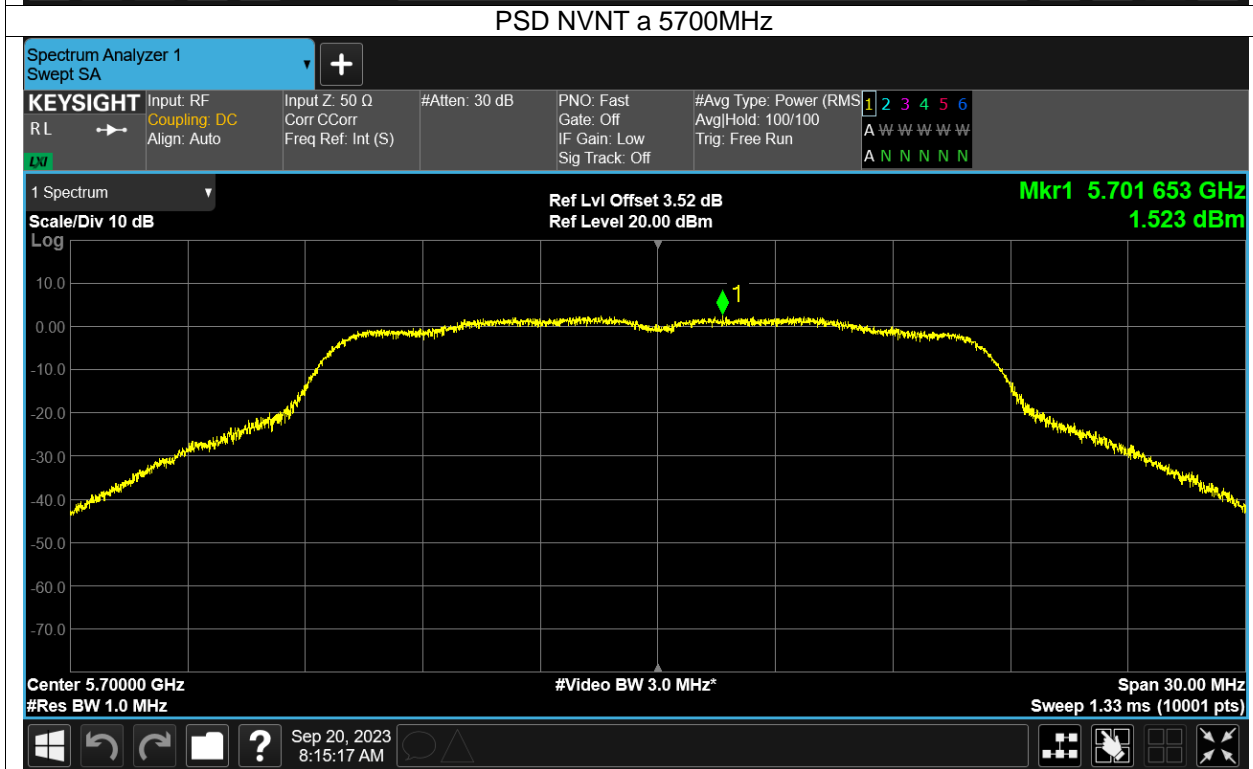 PSD NVNT a 5700MHz
Spectrum Analyzer 1
Swept SA
KEYSIGHT
RL
LXI
Input: RF
Coupling: DC
Align: Auto
Input Z: 50 Ω
Corr CCorr
Freq Ref: Int (S)
#Atten: 30 dB
PNO: Fast
Gate: Off
IF Gain: Low
Sig Track: Off
#Avg Type: Power (RMS
Avg|Hold: 100/100
Trig: Free Run
1 2 3 4 5 6
A W W W W W
A N N N N N
1 Spectrum
Scale/Div 10 dB
Log
Ref Lvl Offset 3.52 dB
Ref Level 20.00 dBm
Mkr1 5.701 653 GHz
1.523 dBm
1
10.0
0.00
-10.0
-20.0
-30.0
-40.0
-50.0
-60.0
-70.0
Center 5.70000 GHz
#Res BW 1.0 MHz
#Video BW 3.0 MHz*
Span 30.00 MHz
Sweep 1.33 ms (10001 pts)
?
Sep 20, 2023
8:15:17 AM